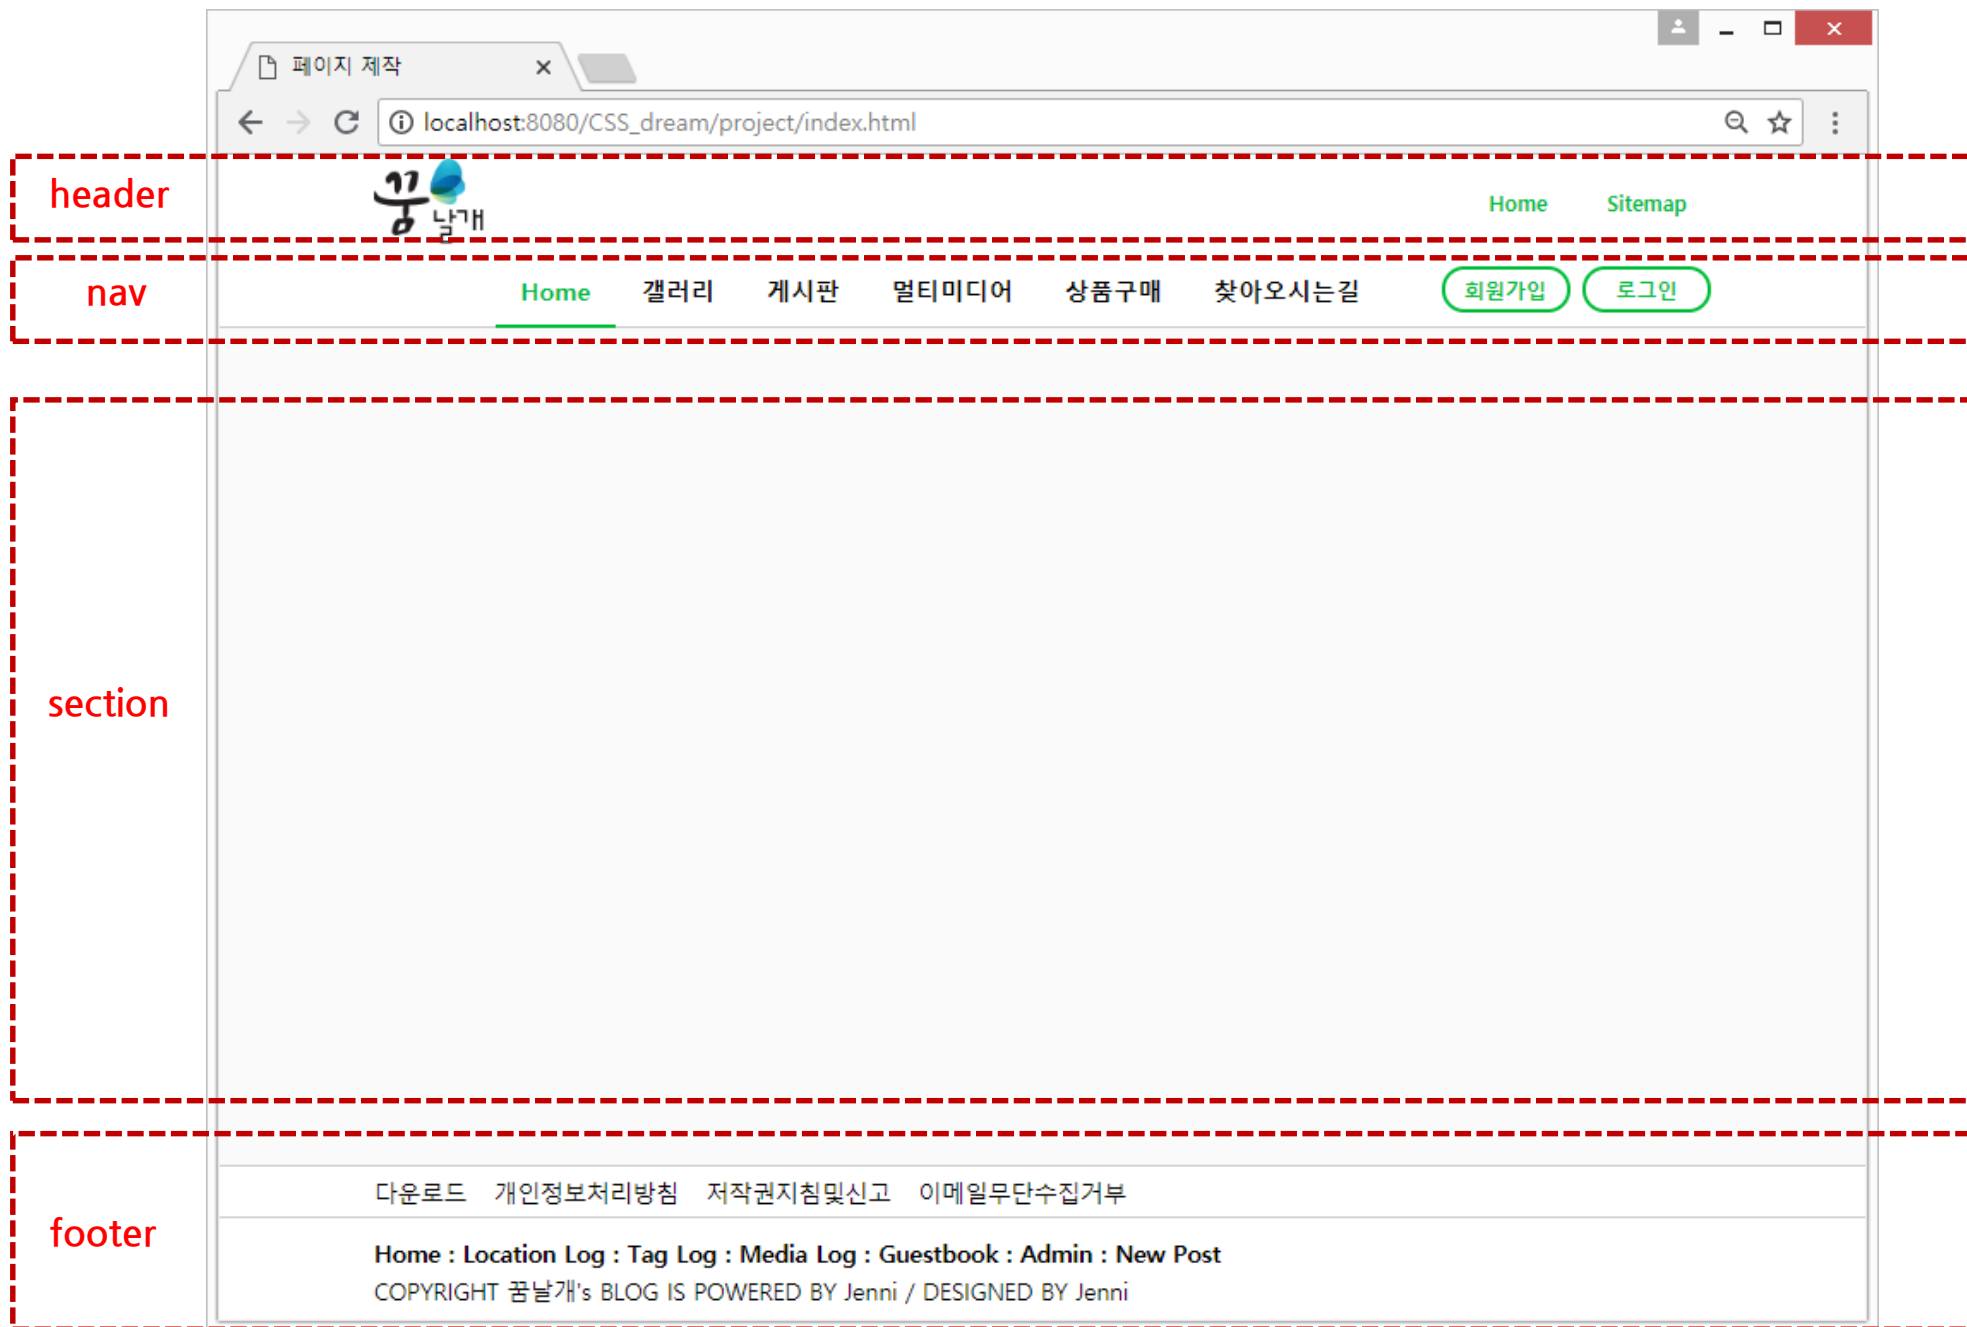 페이지 제작
localhost:8080/CSS_dream/project/index.html
header
꿈날개
Home Sitemap
nav
Home 갤러리 게시판 멀티미디어 상품구매 찾아오시는길 회원가입 로그인
section
footer
다운로드 개인정보처리방침 저작권지침및신고 이메일무단수집거부
Home : Location Log : Tag Log : Media Log : Guestbook : Admin : New Post
COPYRIGHT 꿈날개's BLOG IS POWERED BY Jenni / DESIGNED BY Jenni